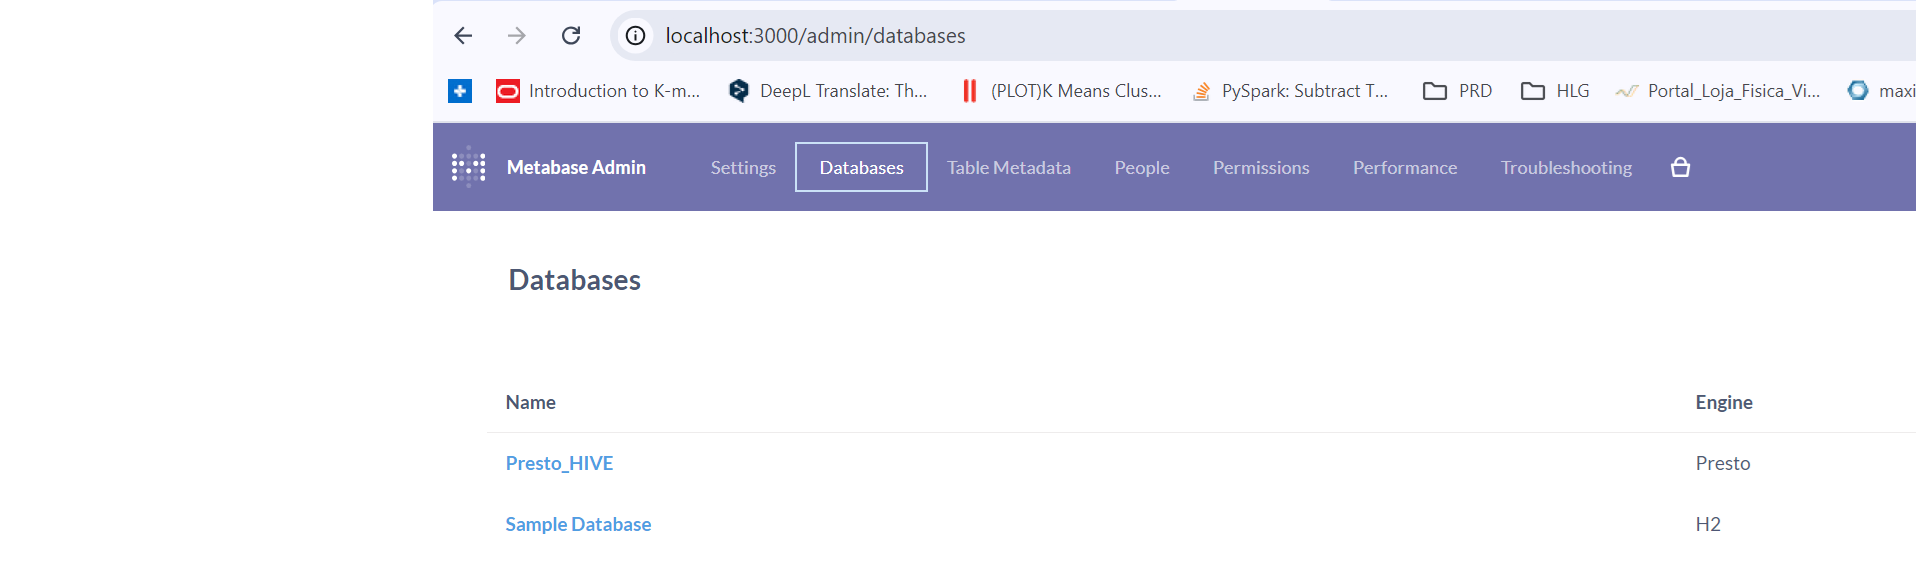 localhost:3000/admin/databases
Introduction to K-m... DeepL Translate: Th... (PLOT)K Means Clus... PySpark: Subtract T... PRD HLG Portal_Loja_Fisica_Vi... maxi
Metabase Admin Settings Databases Table Metadata People Permissions Performance Troubleshooting
Databases
Name Engine
Presto_HIVE Presto
Sample Database H2